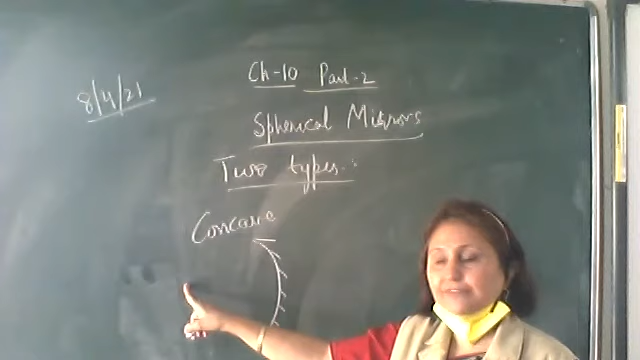 8/4/21
Ch-10 Part-2
Spherical Mirrors
Two types:
Concave